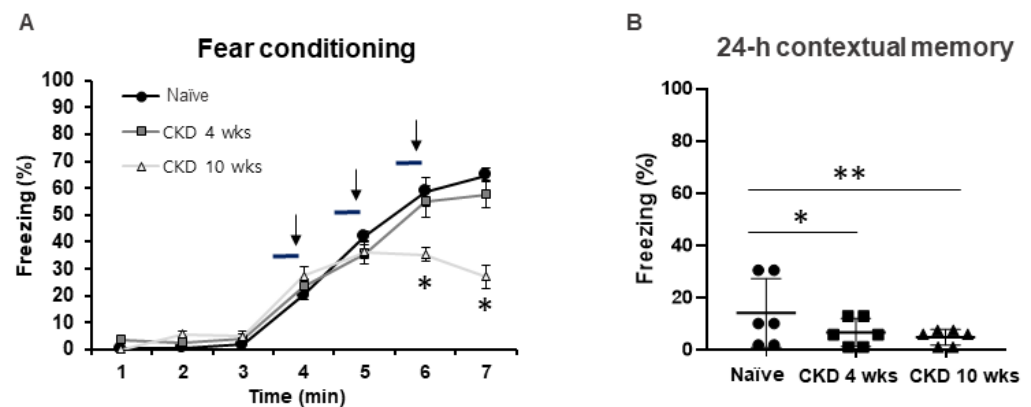 A
Fear conditioning
Freezing (%)
100
90
80
70
60
50
40
30
20
10
0
Naïve
CKD 4 wks
CKD 10 wks
*
*
1 2 3 4 5 6 7
Time (min)
B
24-h contextual memory
Freezing (%)
100
80
60
40
20
0
**
*
Naïve CKD 4 wks CKD 10 wks